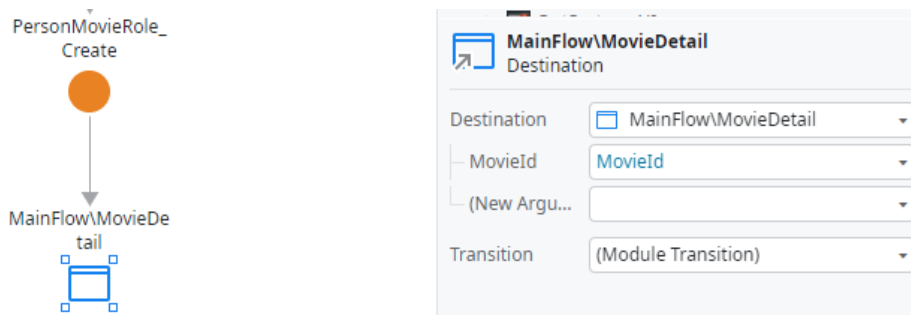 PersonMovieRole_
Create
MainFlow\MovieDe
tail
MainFlow\MovieDetail
Destination
Destination
MainFlow\MovieDetail
MovieId
MovieId
(New Argu...
Transition
(Module Transition)